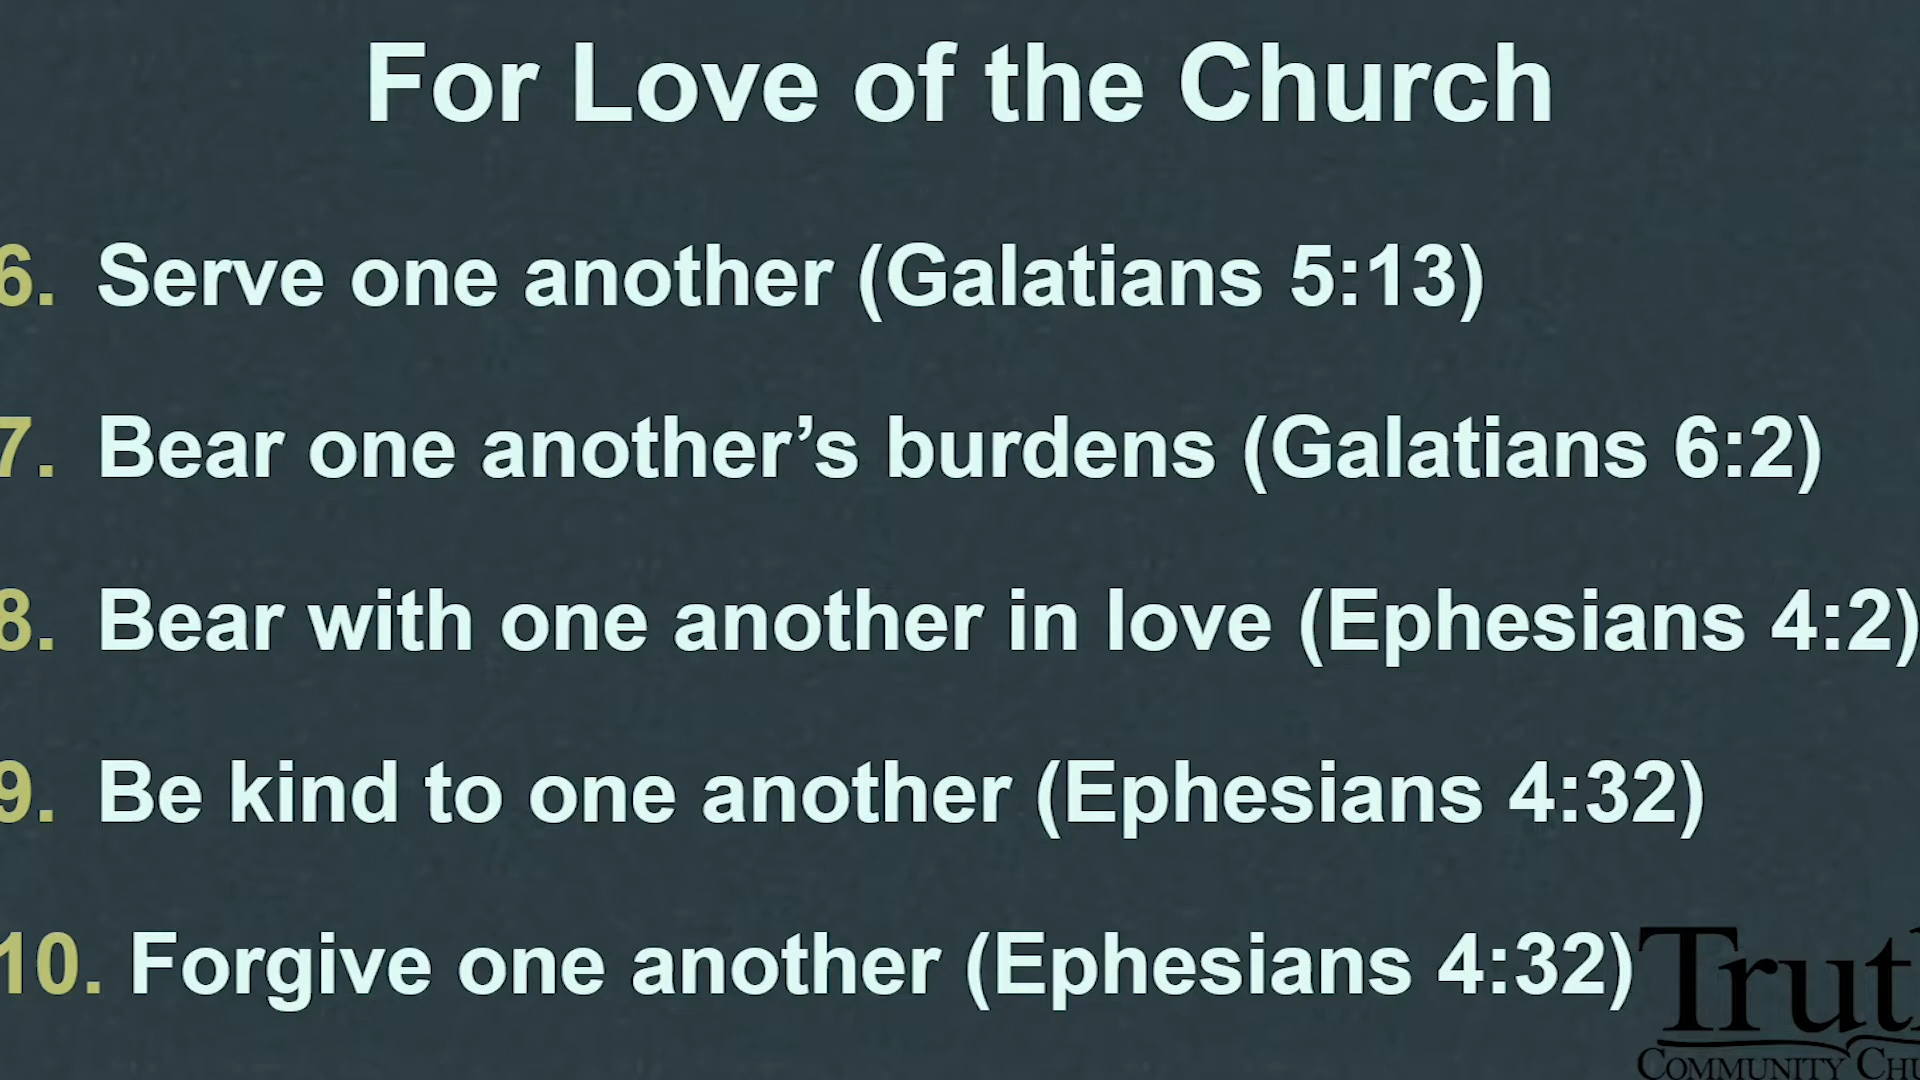 For Love of the Church
6. Serve one another (Galatians 5:13)
7. Bear one another’s burdens (Galatians 6:2)
8. Bear with one another in love (Ephesians 4:2)
9. Be kind to one another (Ephesians 4:32)
10. Forgive one another (Ephesians 4:32)
COMMUNITY